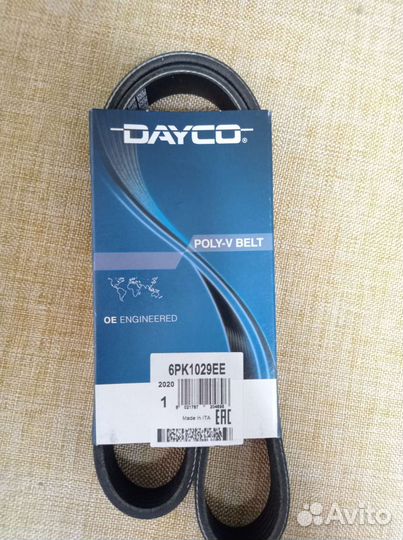 DAYCO®
POLY-V BELT
OE ENGINEERED
6PK1029EE
2020
1
Made in ITA
EAC
Avito